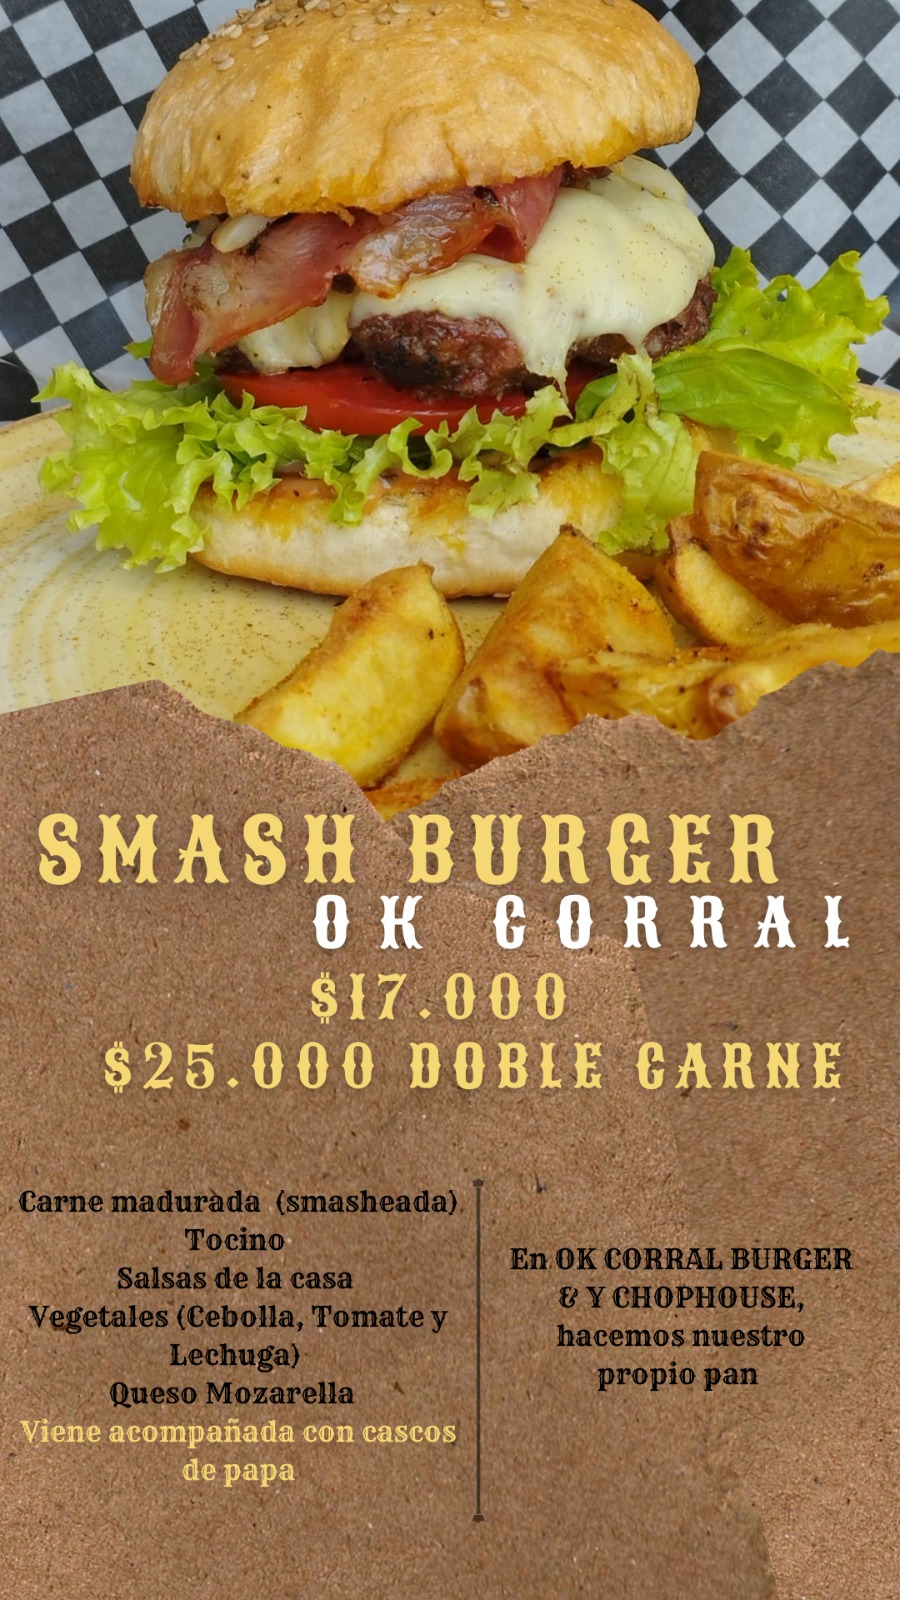 SMASH BURGER
OK CORRAL
$17.000
$25.000 DOBLE CARNE
Carne madurada (smasheada)
Tocino
Salsas de la casa
Vegetales (Cebolla, Tomate y
Lechuga)
Queso Mozarella
Viene acompañada con cascos
de papa
En OK CORRAL BURGER
& Y CHOPHOUSE,
hacemos nuestro
propio pan